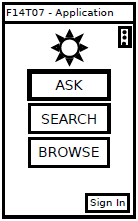 F14T07 - Application
ASK
SEARCH
BROWSE
Sign In